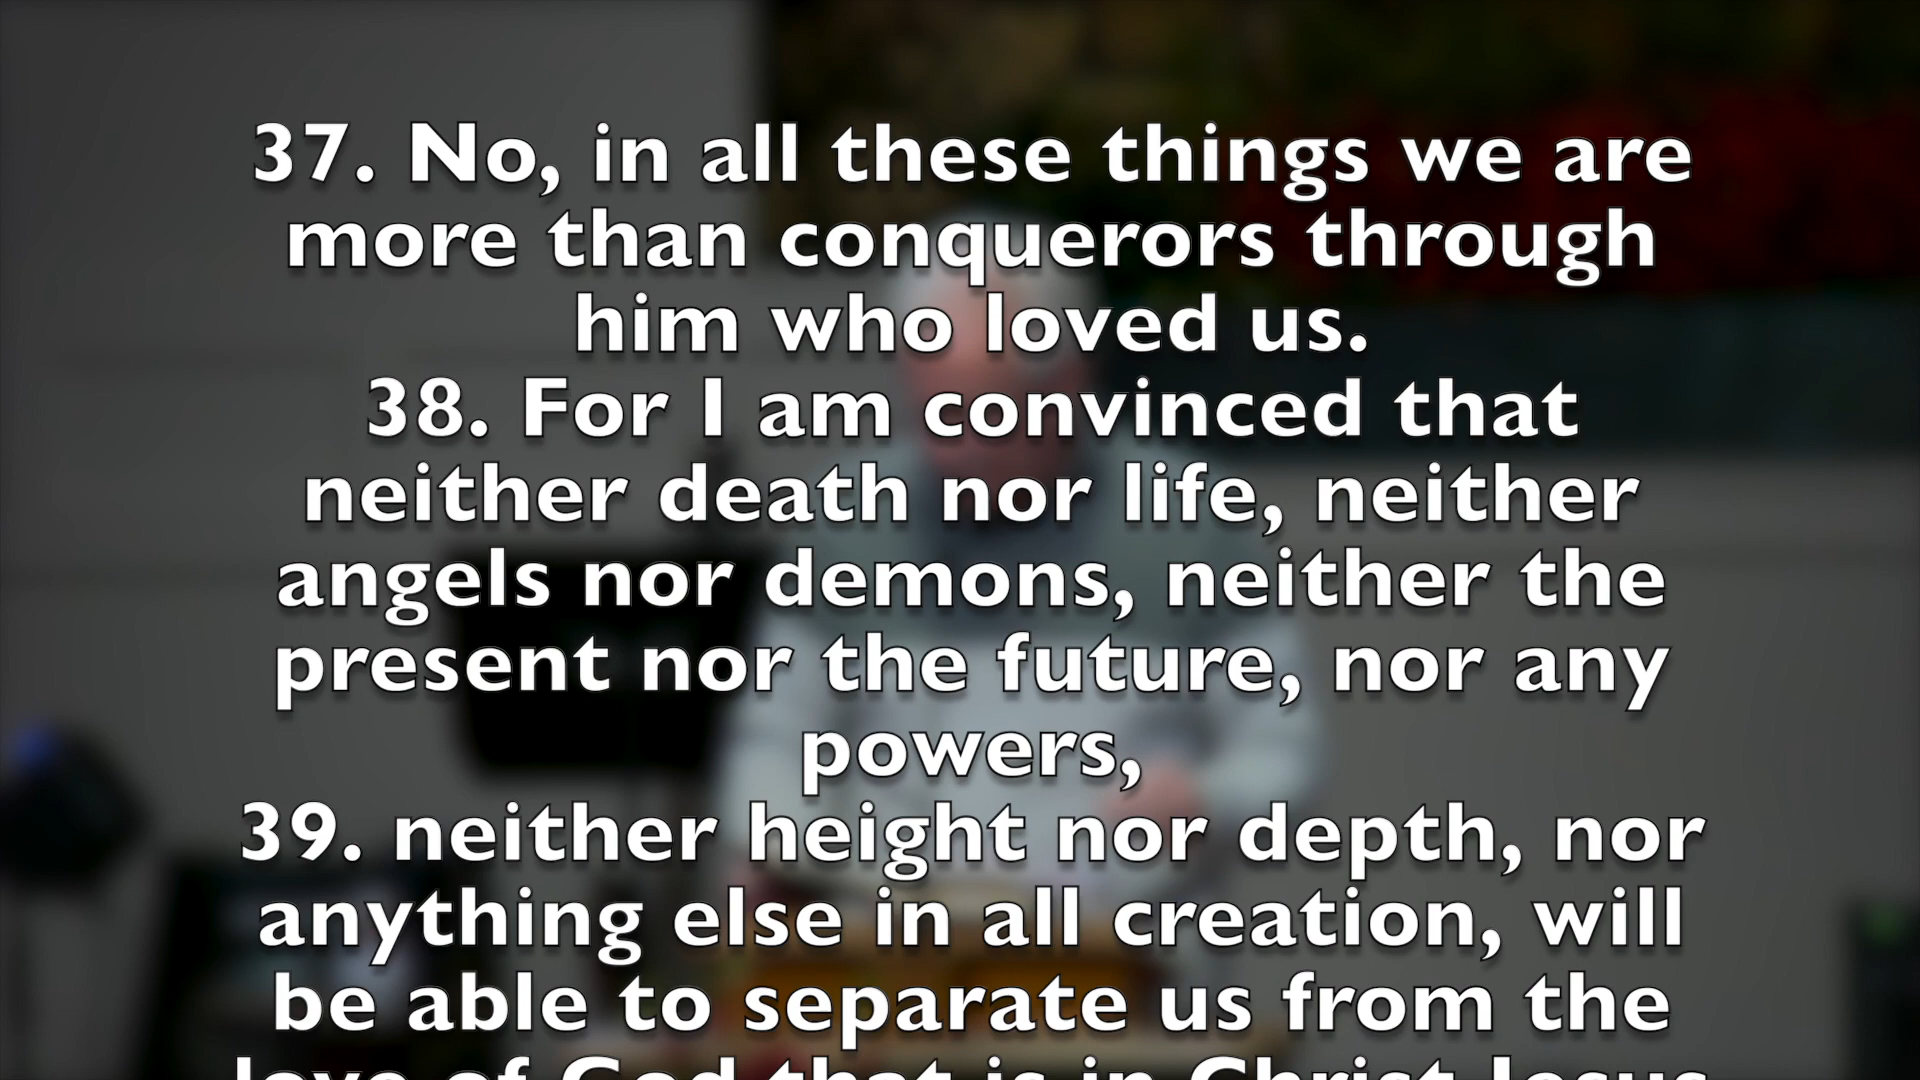 37. No, in all these things we are
more than conquerors through
him who loved us.
38. For I am convinced that
neither death nor life, neither
angels nor demons, neither the
present nor the future, nor any
powers,
39. neither height nor depth, nor
anything else in all creation, will
be able to separate us from the
love of God that is in Christ Jesus